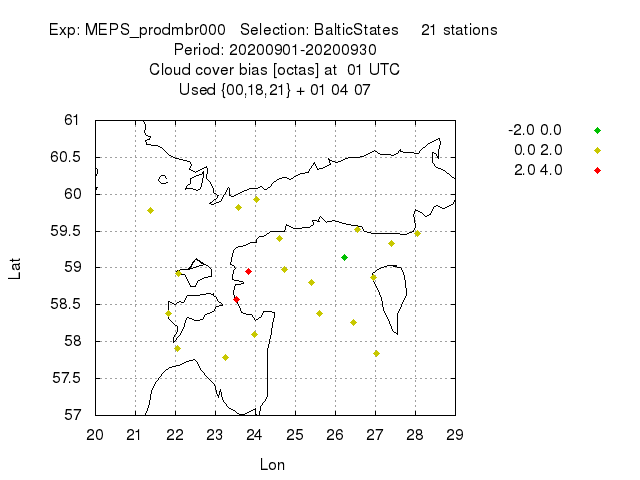 Exp: MEPS_prodmbr000   Selection: BalticStates     21 stations
Period: 20200901-20200930
Cloud cover bias [octas] at  01 UTC
Used {00,18,21} + 01 04 07
-2.0 0.0
0.0 2.0
2.0 4.0
61
60.5
60
59.5
59
58.5
58
57.5
57
Lat
20 21 22 23 24 25 26 27 28 29
Lon